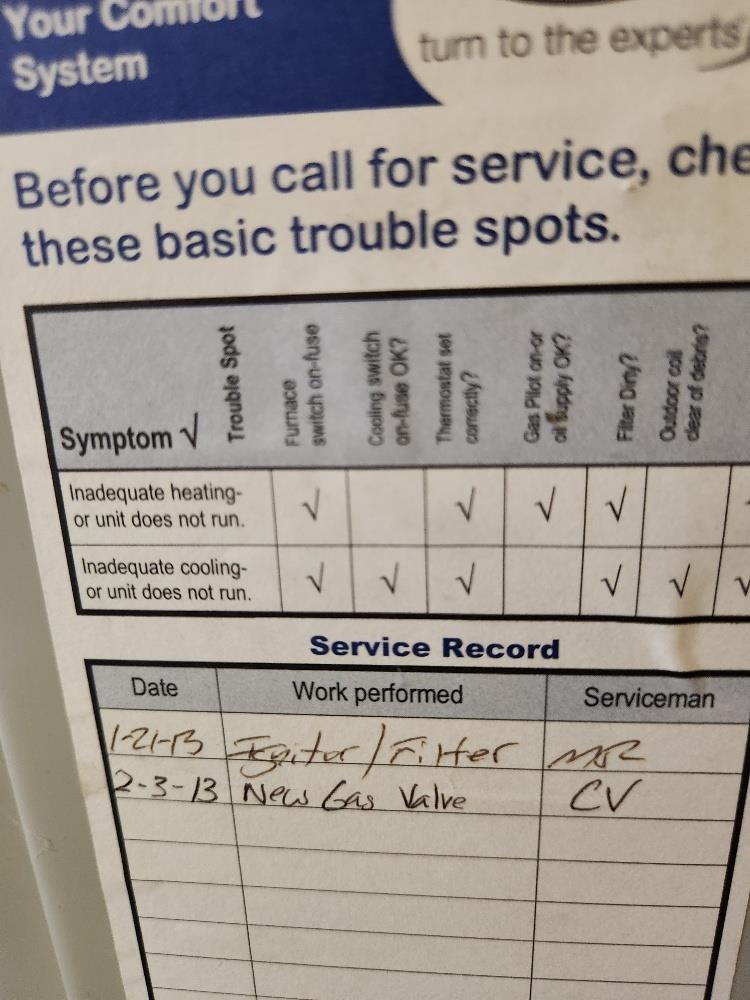 Your Comfort
System
turn to the experts
Before you call for service, che
these basic trouble spots.
Symptom √
Trouble Spot
Furnace
switch on-fuse
Cooling switch
on-fuse OK?
Thermostat set
correctly?
Gas Pilot on-or
oil supply OK?
Filter Dirty?
Outdoor coil
clear of debris?
Inadequate heating-
or unit does not run.
√ √ √ √
Inadequate cooling-
or unit does not run.
√ √ √ √ √ √
Service Record
Date Work performed Serviceman
1-21-13 Ignitor/Filter
2-3-13 New Gas Valve CV